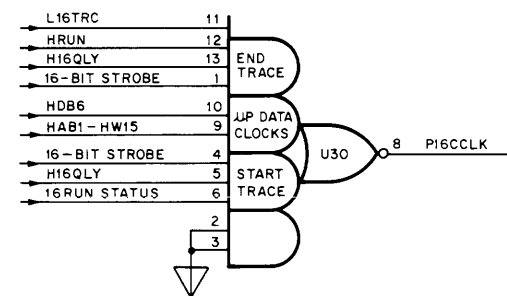 L16TRC 11
HRUN 12
H16QLY 13
16-BIT STROBE 1
END TRACE
HDB6 10
HAB1-HW15 9
μP DATA CLOCKS
16-BIT STROBE 4
H16QLY 5
16RUN STATUS 6
START TRACE
2
3
U30
8 P16CCLK